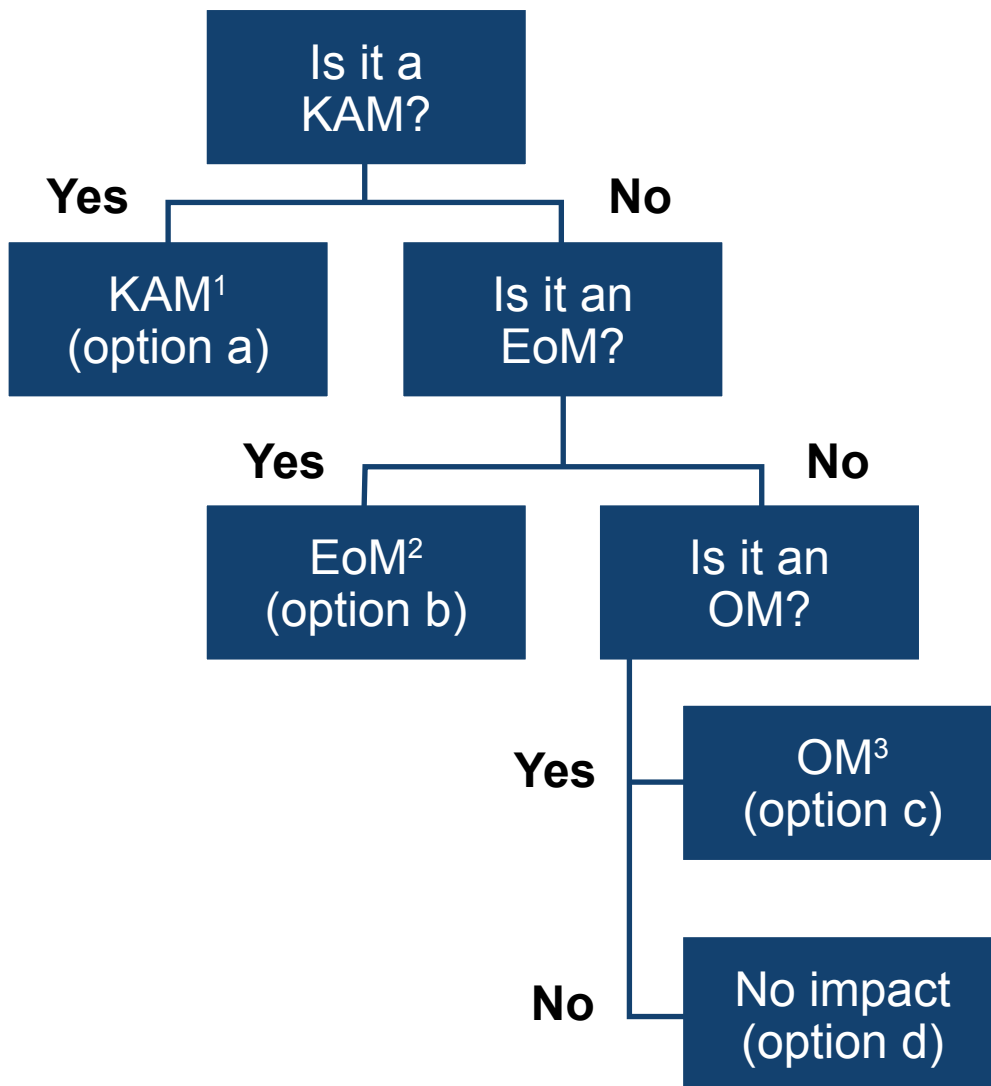 Is it a
KAM?
Yes
No
KAM¹
(option a)
Is it an
EoM?
Yes
No
EoM²
(option b)
Is it an
OM?
Yes
OM³
(option c)
No
No impact
(option d)